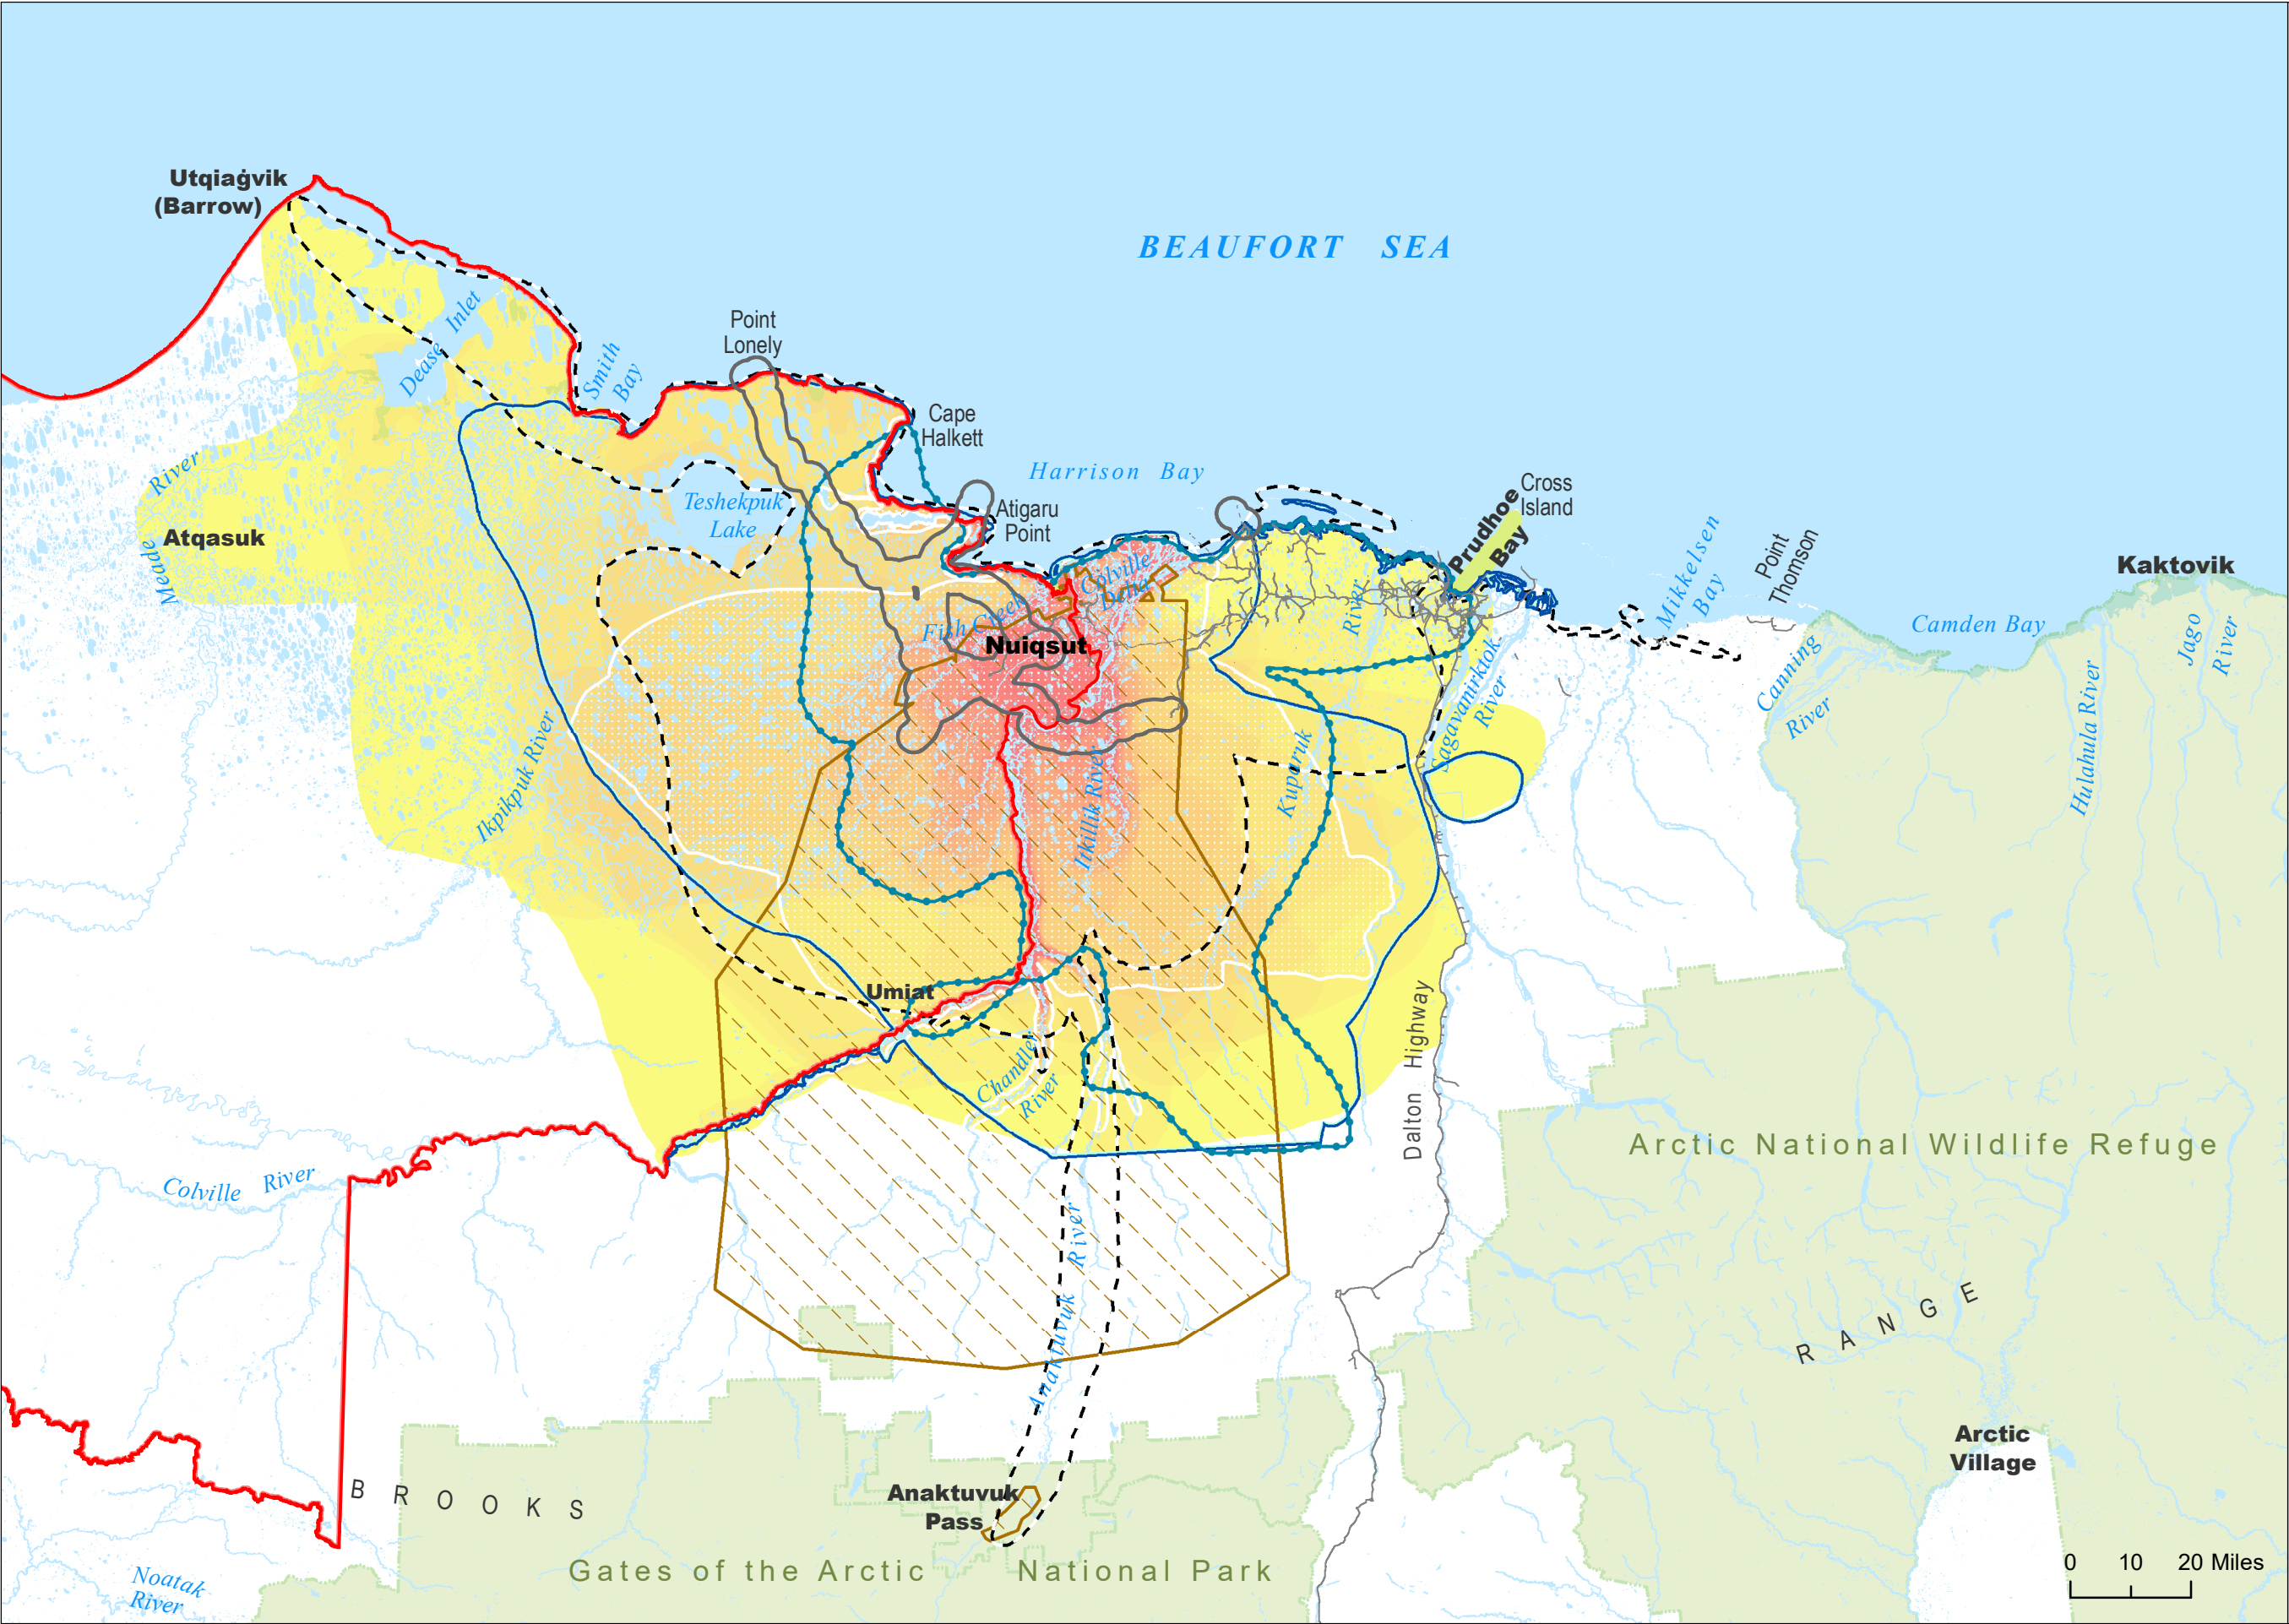 Utqiaġvik
(Barrow)
BEAUFORT SEA
Dease Inlet
Smith
Bay
Point
Lonely
Cape
Halkett
Harrison Bay
Teshekpuk
Lake
Atigaru
Point
Cross
Island
Prudhoe
Bay
Mikkelsen
Bay
Point
Thomson
Kaktovik
Camden Bay
Meade River
Atqasuk
Colville
Delta
Fish Creek
Nuiqsut
River
Kuparuk
Sagavanirktok
River
Canning
River
Hulahula River
Jago
River
Ikpikpuk River
Itkillik River
Umiat
Chandler
River
Dalton Highway
Arctic National Wildlife Refuge
Colville River
Anaktuvuk River
BROOKS
RANGE
Arctic
Village
Anaktuvuk
Pass
Gates of the Arctic National Park
Noatak
River
0 10 20 Miles